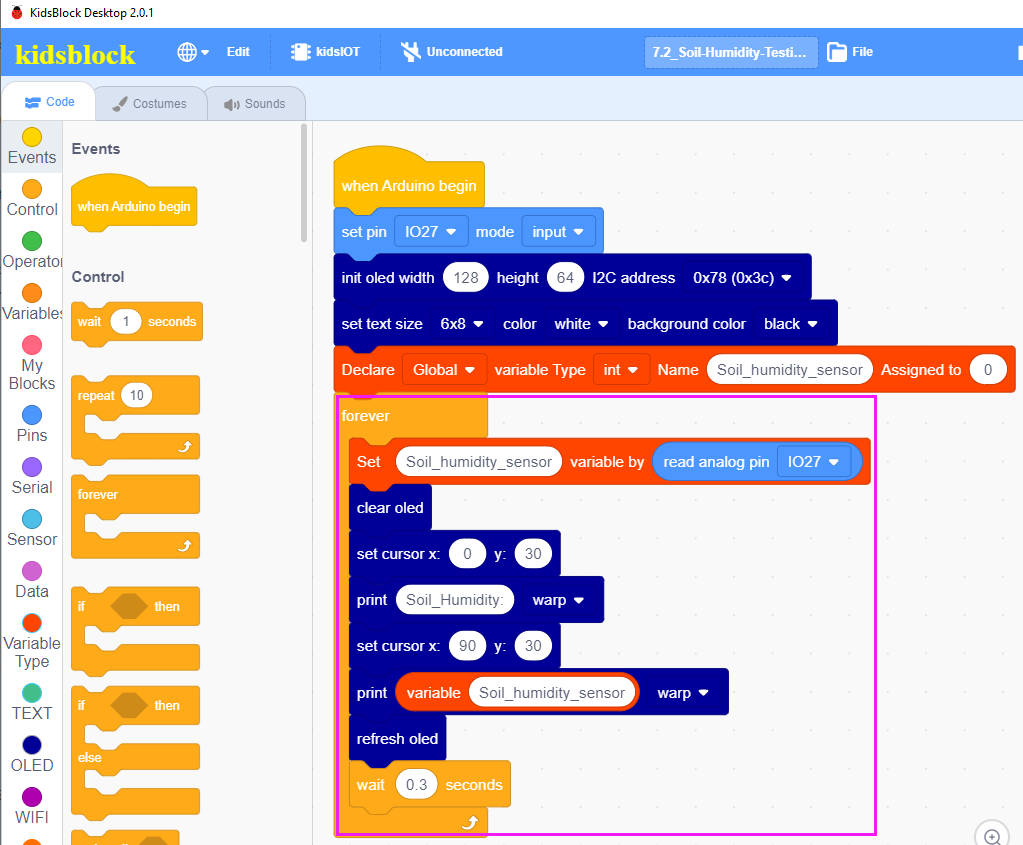 KidsBlock Desktop 2.0.1
kidsblock
Edit
kidsIOT
Unconnected
7.2_Soil-Humidity-Testi...
File
Code
Costumes
Sounds
Events
Control
Operator
Variables
My
Blocks
Pins
Serial
Sensor
Data
Variable
Type
TEXT
OLED
WIFI
Events
when Arduino begin
Control
wait 1 seconds
repeat 10
forever
if then
if then
else
when Arduino begin
set pin IO27 mode input
init oled width 128 height 64 I2C address 0x78 (0x3c)
set text size 6x8 color white background color black
Declare Global variable Type int Name Soil_humidity_sensor Assigned to 0
forever
Set Soil_humidity_sensor variable by read analog pin IO27
clear oled
set cursor x: 0 y: 30
print Soil_Humidity: warp
set cursor x: 90 y: 30
print variable Soil_humidity_sensor warp
refresh oled
wait 0.3 seconds